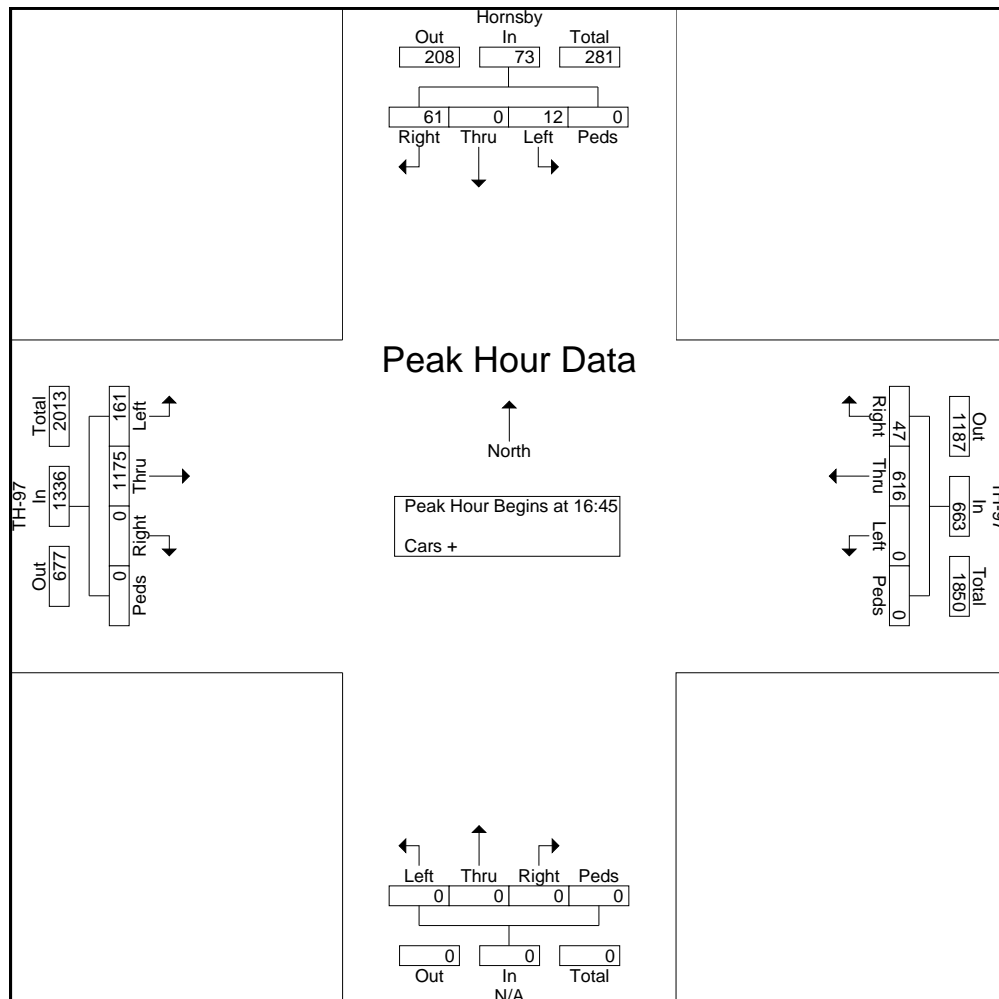 Hornsby
Out In Total
208 73 281
61 0 12 0
Right Thru Left Peds
Peak Hour Data
North
Peak Hour Begins at 16:45
Cars +
TH-97
Total In Out
2013 1336 677
161 1175 0 0
Left Thru Right Peds
Right Thru Left Peds
47 616 0 0
Out In Total
1187 663 1850
TH-97
Left Thru Right Peds
0 0 0 0
0 0 0
Out In Total
N/A